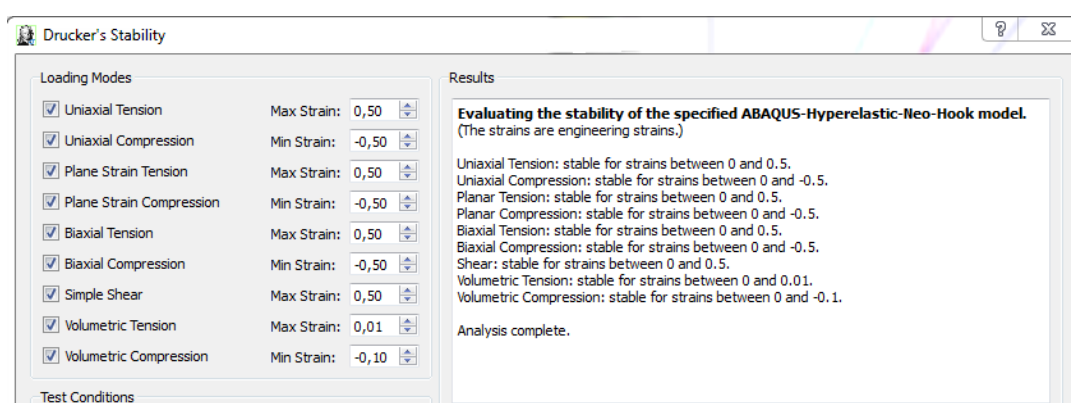 Drucker's Stability
Loading Modes
Uniaxial Tension Max Strain: 0,50
Uniaxial Compression Min Strain: -0,50
Plane Strain Tension Max Strain: 0,50
Plane Strain Compression Min Strain: -0,50
Biaxial Tension Max Strain: 0,50
Biaxial Compression Min Strain: -0,50
Simple Shear Max Strain: 0,50
Volumetric Tension Max Strain: 0,01
Volumetric Compression Min Strain: -0,10
Test Conditions
Results
Evaluating the stability of the specified ABAQUS-Hyperelastic-Neo-Hook model.
(The strains are engineering strains.)
Uniaxial Tension: stable for strains between 0 and 0.5.
Uniaxial Compression: stable for strains between 0 and -0.5.
Planar Tension: stable for strains between 0 and 0.5.
Planar Compression: stable for strains between 0 and -0.5.
Biaxial Tension: stable for strains between 0 and 0.5.
Biaxial Compression: stable for strains between 0 and -0.5.
Shear: stable for strains between 0 and 0.5.
Volumetric Tension: stable for strains between 0 and 0.01.
Volumetric Compression: stable for strains between 0 and -0.1.
Analysis complete.